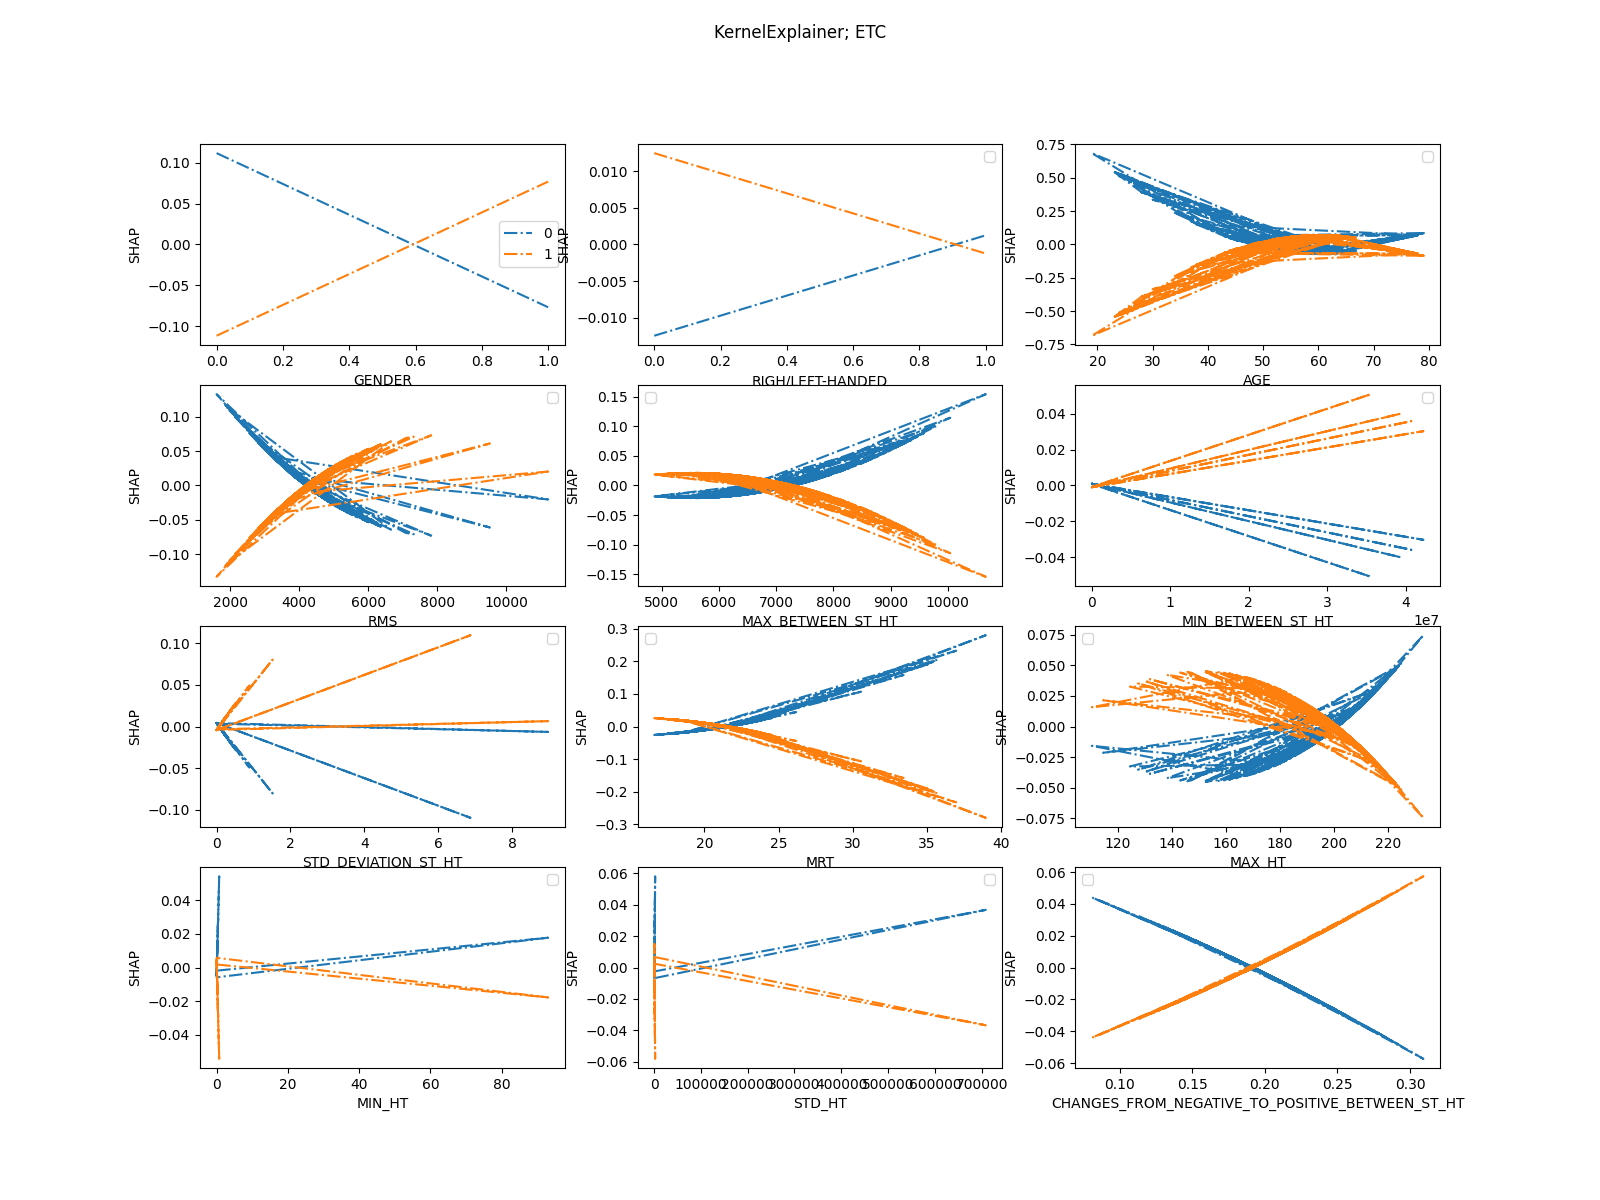 KernelExplainer; ETC
0.10
0.05
0.00
−0.05
−0.10
SHAP
0
1
0.0 0.2 0.4 0.6 0.8 1.0
GENDER
0.010
0.005
0.000
−0.005
−0.010
SHAP
0.0 0.2 0.4 0.6 0.8 1.0
RIGH/LEFT-HANDED
0.75
0.50
0.25
0.00
−0.25
−0.50
−0.75
SHAP
20 30 40 50 60 70 80
AGE
0.10
0.05
0.00
−0.05
−0.10
SHAP
2000 4000 6000 8000 10000
RMS
0.15
0.10
0.05
0.00
−0.05
−0.10
−0.15
SHAP
5000 6000 7000 8000 9000 10000
MAX_BETWEEN_ST_HT
0.04
0.02
0.00
−0.02
−0.04
SHAP
0 1 2 3 4
1e7
MIN_BETWEEN_ST_HT
0.10
0.05
0.00
−0.05
−0.10
SHAP
0 2 4 6 8
STD_DEVIATION_ST_HT
0.3
0.2
0.1
0.0
−0.1
−0.2
−0.3
SHAP
20 25 30 35 40
MRT
0.075
0.050
0.025
0.000
−0.025
−0.050
−0.075
SHAP
120 140 160 180 200 220
MAX_HT
0.04
0.02
0.00
−0.02
−0.04
SHAP
0 20 40 60 80
MIN_HT
0.06
0.04
0.02
0.00
−0.02
−0.04
−0.06
SHAP
0 100000 200000 300000 400000 500000 600000 700000
STD_HT
0.06
0.04
0.02
0.00
−0.02
−0.04
−0.06
SHAP
0.10 0.15 0.20 0.25 0.30
CHANGES_FROM_NEGATIVE_TO_POSITIVE_BETWEEN_ST_HT